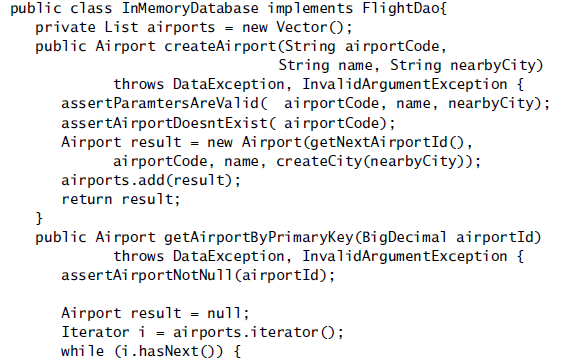 public class InMemoryDatabase implements FlightDao{
private List airports = new Vector();
public Airport createAirport(String airportCode,
String name, String nearbyCity)
throws DataException, InvalidArgumentException {
assertParamtersAreValid( airportCode, name, nearbyCity);
assertAirportDoesntExist( airportCode);
Airport result = new Airport(getNextAirportId(),
airportCode, name, createCity(nearbyCity));
airports.add(result);
return result;
}
public Airport getAirportByPrimaryKey(BigDecimal airportId)
throws DataException, InvalidArgumentException {
assertAirportNotNull(airportId);
Airport result = null;
Iterator i = airports.iterator();
while (i.hasNext()) {